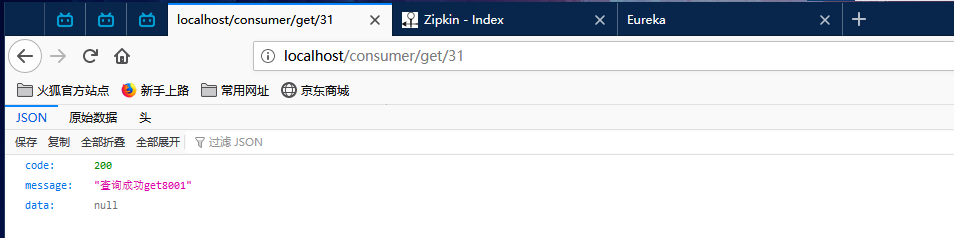 localhost/consumer/get/31 Zipkin - Index Eureka
localhost/consumer/get/31
火狐官方站点 新手上路 常用网址 京东商城
JSON 原始数据 头
保存 复制 全部折叠 全部展开 过滤 JSON
code: 200
message: "查询成功get8001"
data: null